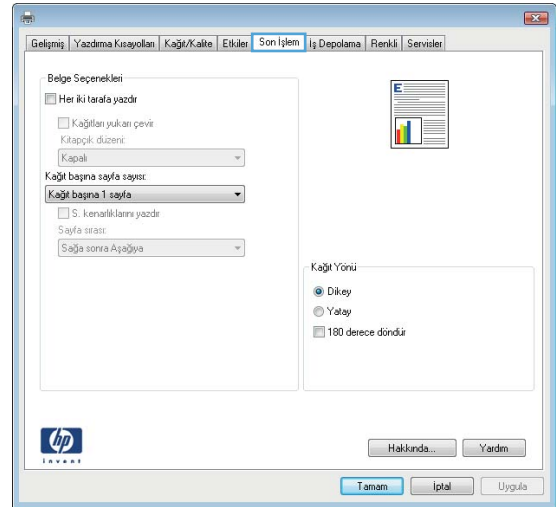 Gelişmiş Yazdırma Kısayolları Kağıt/Kalite Etkiler Son İşlem İş Depolama Renkli Servisler
Belge Seçenekleri
Her iki tarafa yazdır
Kağıtları yukarı çevir
Kitapçık düzeni:
Kapalı
Kağıt başına sayfa sayısı:
Kağıt başına 1 sayfa
S. kenarlıklarını yazdır
Sayfa sırası:
Sağa sonra Aşağıya
E
Kağıt Yönü
Dikey
Yatay
180 derece döndür
hp
invent
Hakkında... Yardım
Tamam İptal Uygula